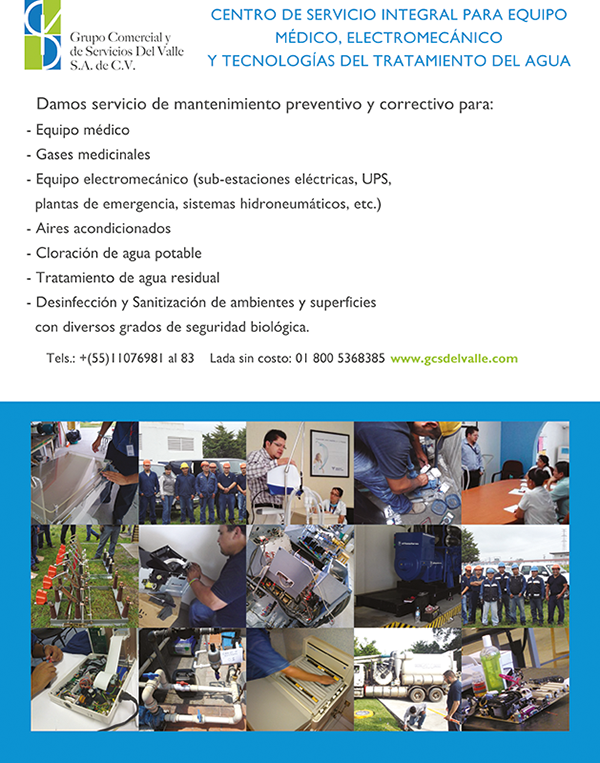 Grupo Comercial y
de Servicios Del Valle
S.A. de C.V.
CENTRO DE SERVICIO INTEGRAL PARA EQUIPO
MÉDICO, ELECTROMECÁNICO
Y TECNOLOGÍAS DEL TRATAMIENTO DEL AGUA
Damos servicio de mantenimiento preventivo y correctivo para:
- Equipo médico
- Gases medicinales
- Equipo electromecánico (sub-estaciones eléctricas, UPS,
plantas de emergencia, sistemas hidroneumáticos, etc.)
- Aires acondicionados
- Cloración de agua potable
- Tratamiento de agua residual
- Desinfección y Sanitización de ambientes y superficies
con diversos grados de seguridad biológica.
Tels.: +(55)11076981 al 83 Lada sin costo: 01 800 5368385 www.gcsdelvalle.com